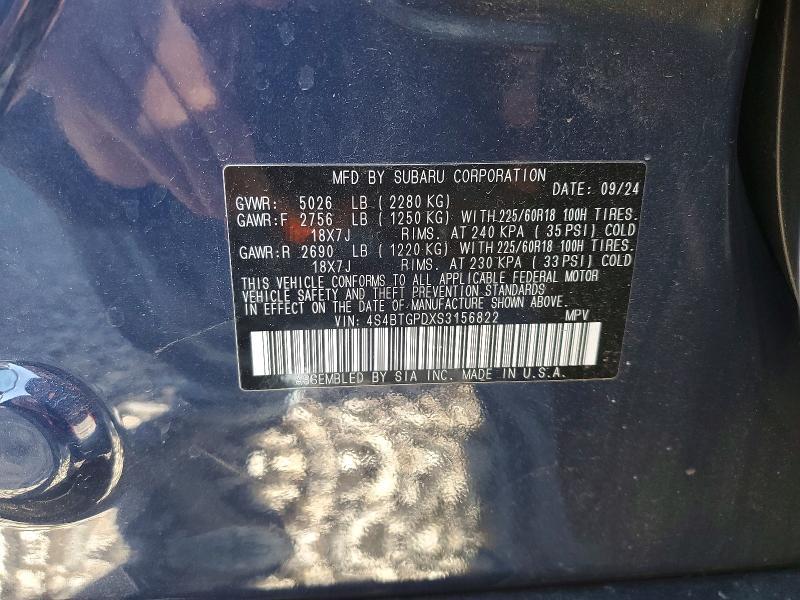 MFD BY SUBARU CORPORATION
DATE: 09/24
GVWR: 5026 LB (2280 KG)
GAWR:F 2756 LB (1250 KG) WITH 225/60R18 100H TIRES.
18X7J RIMS. AT 240 KPA (35 PSI) COLD
GAWR:R 2690 LB (1220 KG) WITH 225/60R18 100H TIRES.
18X7J RIMS. AT 230 KPA (33 PSI) COLD
THIS VEHICLE CONFORMS TO ALL APPLICABLE FEDERAL MOTOR
VEHICLE SAFETY AND THEFT PREVENTION STANDARDS
IN EFFECT ON THE DATE OF MANUFACTURE SHOWN ABOVE.
VIN: 4S4BTGPDXS3156822 MPV
ASSEMBLED BY SIA INC. MADE IN U.S.A.